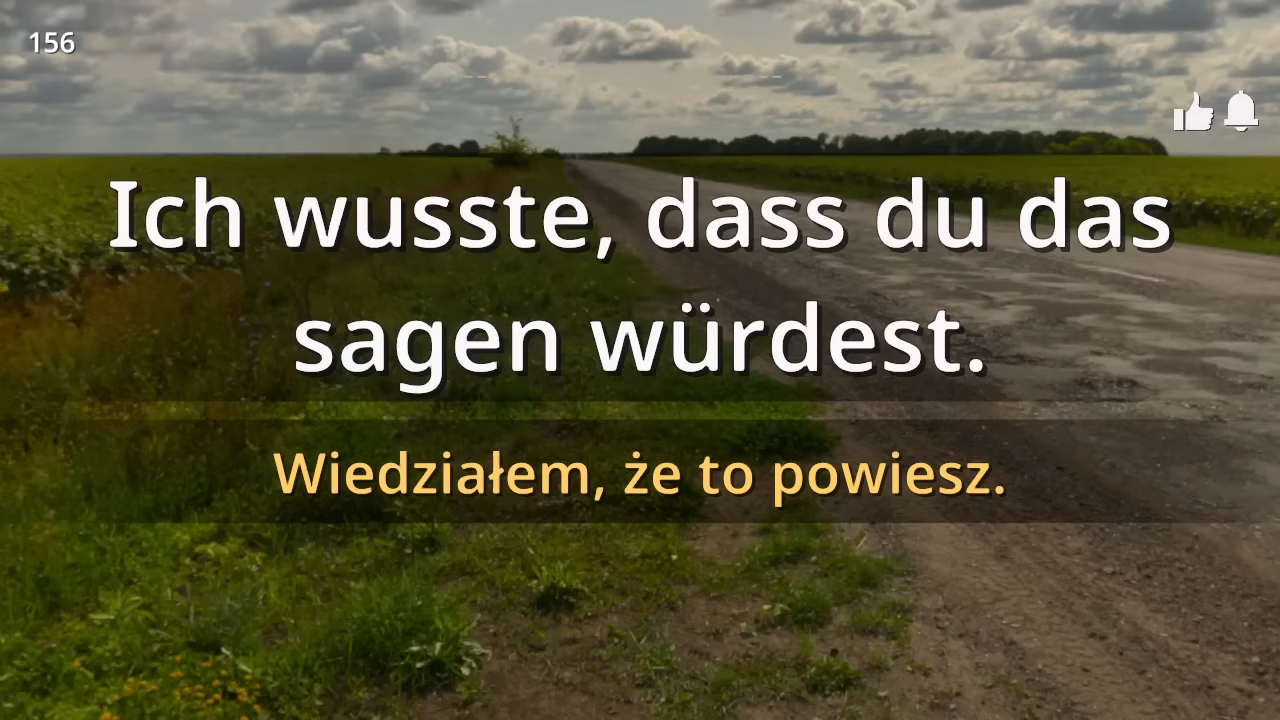 156
Ich wusste, dass du das
sagen würdest.
Wiedziałem, że to powiesz.